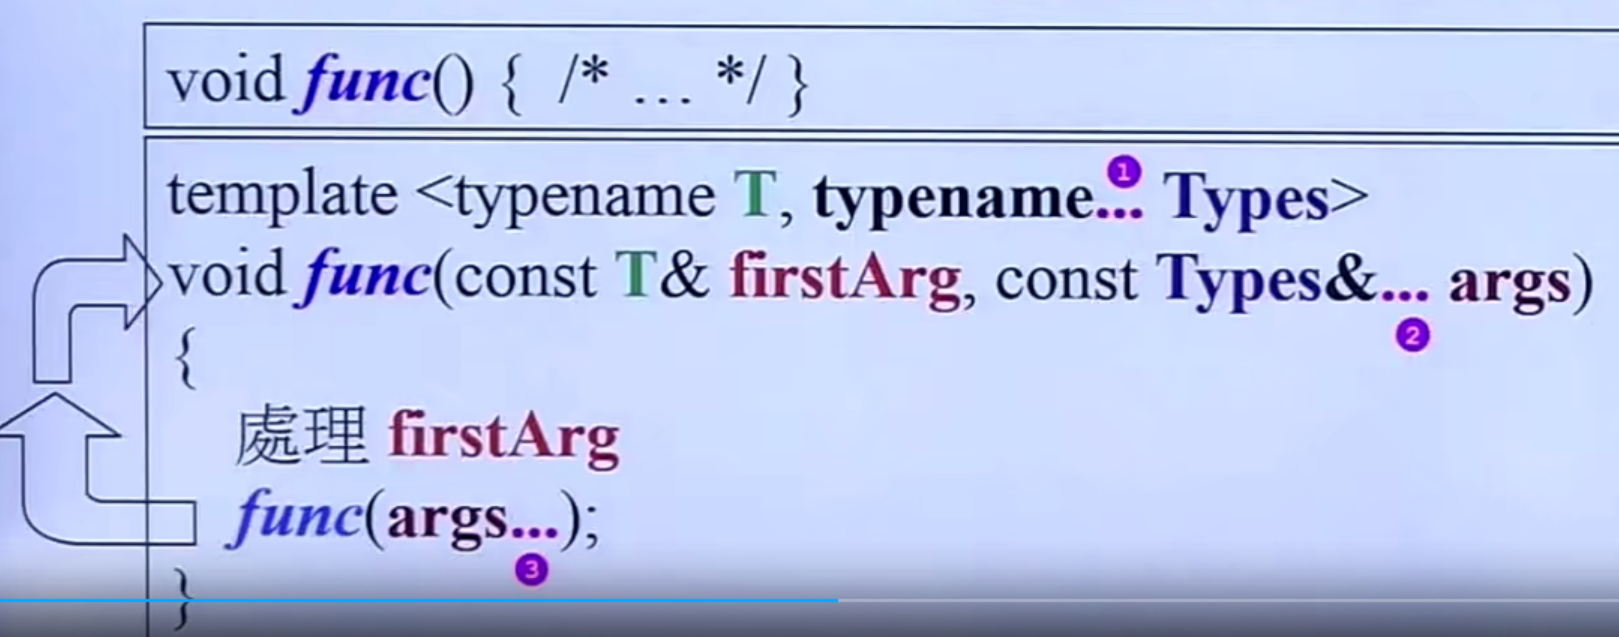 void func() { /* … */ }
template <typename T, typename... Types>
void func(const T& firstArg, const Types&... args)
{
處理 firstArg
func(args...);
}
1
2
3